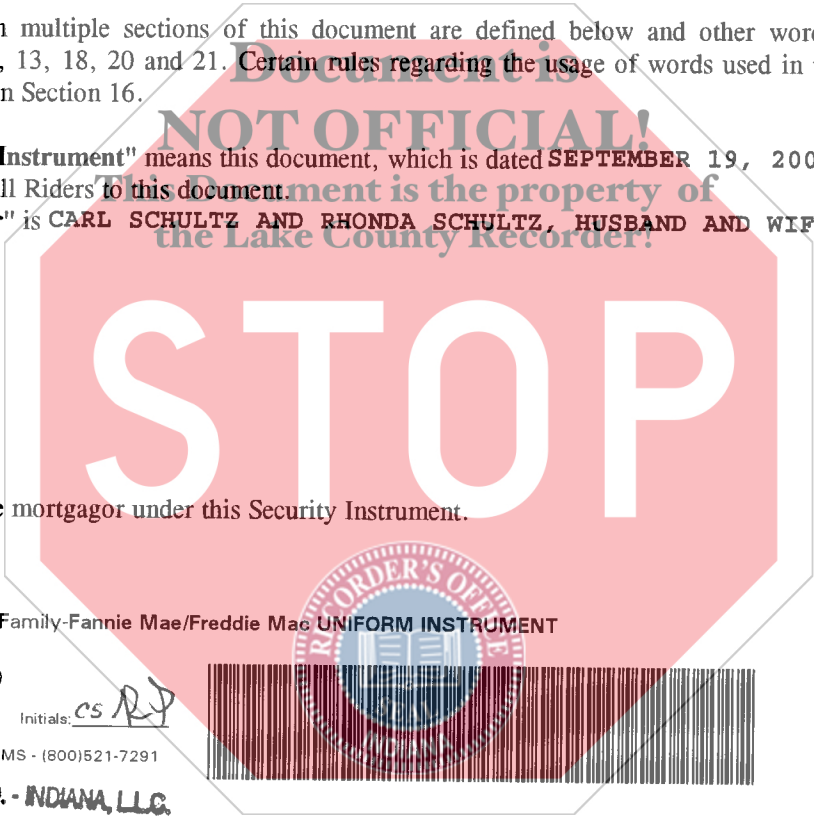 n multiple sections of this document are defined below and other word
, 13, 18, 20 and 21. Certain rules regarding the usage of words used in
n Section 16.
Document is
NOT OFFICIAL!
Instrument" means this document, which is dated SEPTEMBER 19, 200
ll Riders to this document.
This Document is the property of
" is CARL SCHULTZ AND RHONDA SCHULTZ, HUSBAND AND WIF
the Lake County Recorder!
STOP
e mortgagor under this Security Instrument.
RECORDER'S OFFICE
Family-Fannie Mae/Freddie Mac UNIFORM INSTRUMENT
SEAL
INDIANA
Initials: CS
MS - (800)521-7291
. - INDIANA, LLC.